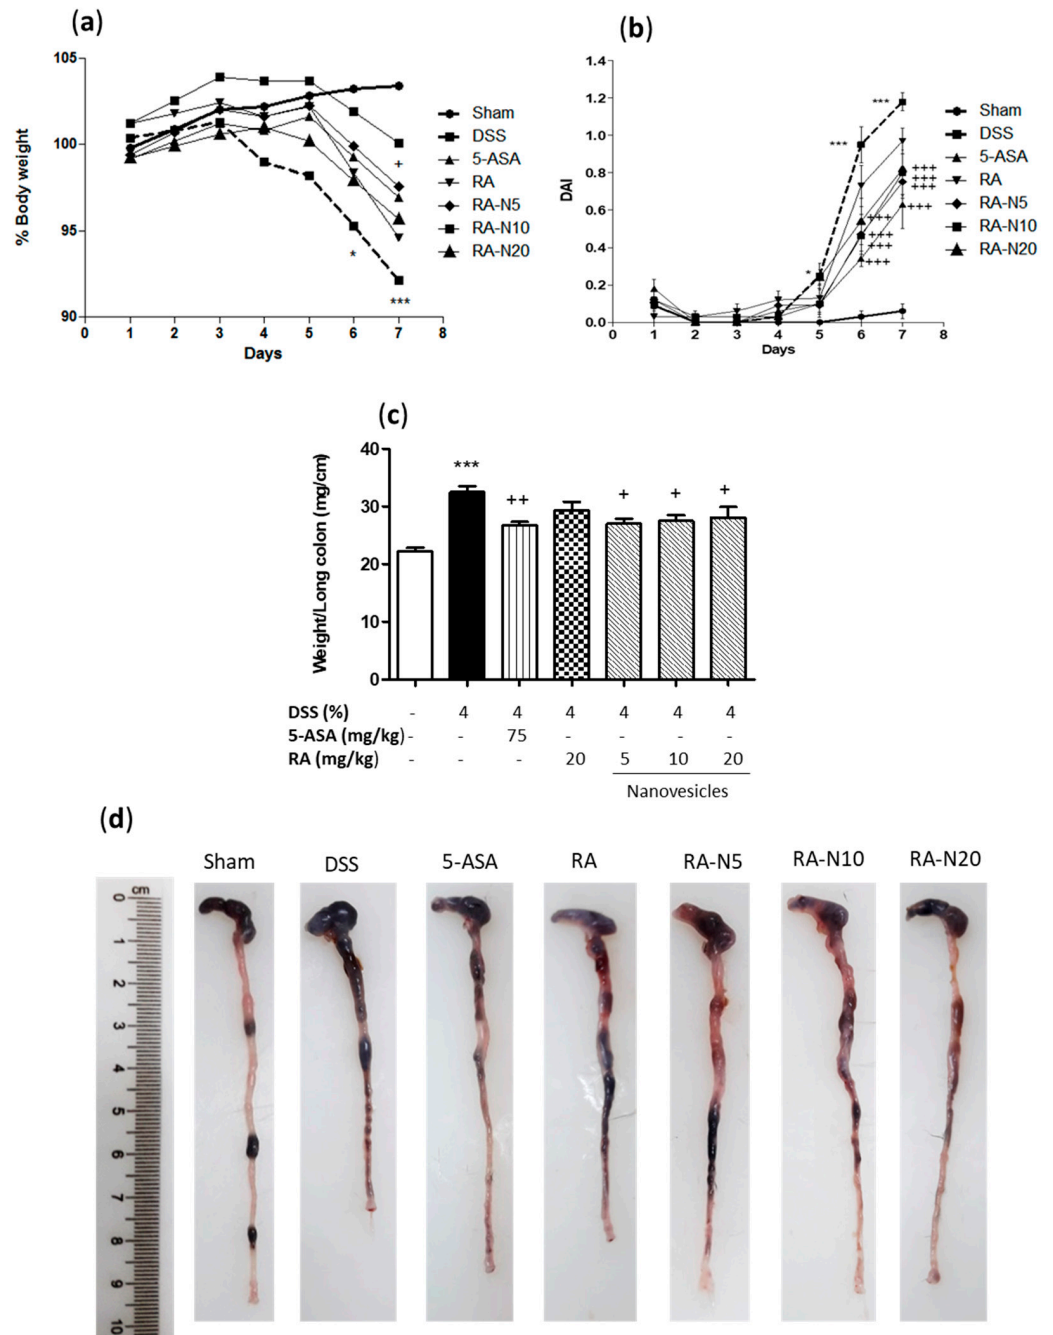 (a)
% Body weight
105
100
95
90
0 1 2 3 4 5 6 7 8
Days
+
*
***
Sham
DSS
5-ASA
RA
RA-N5
RA-N10
RA-N20
(b)
DAI
1.4
1.2
1.0
0.8
0.6
0.4
0.2
0.0
0 1 2 3 4 5 6 7 8
Days
***
***
*
+++
+++
+++
+++
+++
+++
+++
+++
Sham
DSS
5-ASA
RA
RA-N5
RA-N10
RA-N20
(c)
Weight/Long colon (mg/cm)
40
30
20
10
0
*** ++ + + +
DSS (%) - 4 4 4 4 4 4
5-ASA (mg/kg) - - 75 - - - -
RA (mg/kg) - - - 20 5 10 20
Nanovesicles
(d)
Sham DSS 5-ASA RA RA-N5 RA-N10 RA-N20
cm
0
1
2
3
4
5
6
7
8
9
10